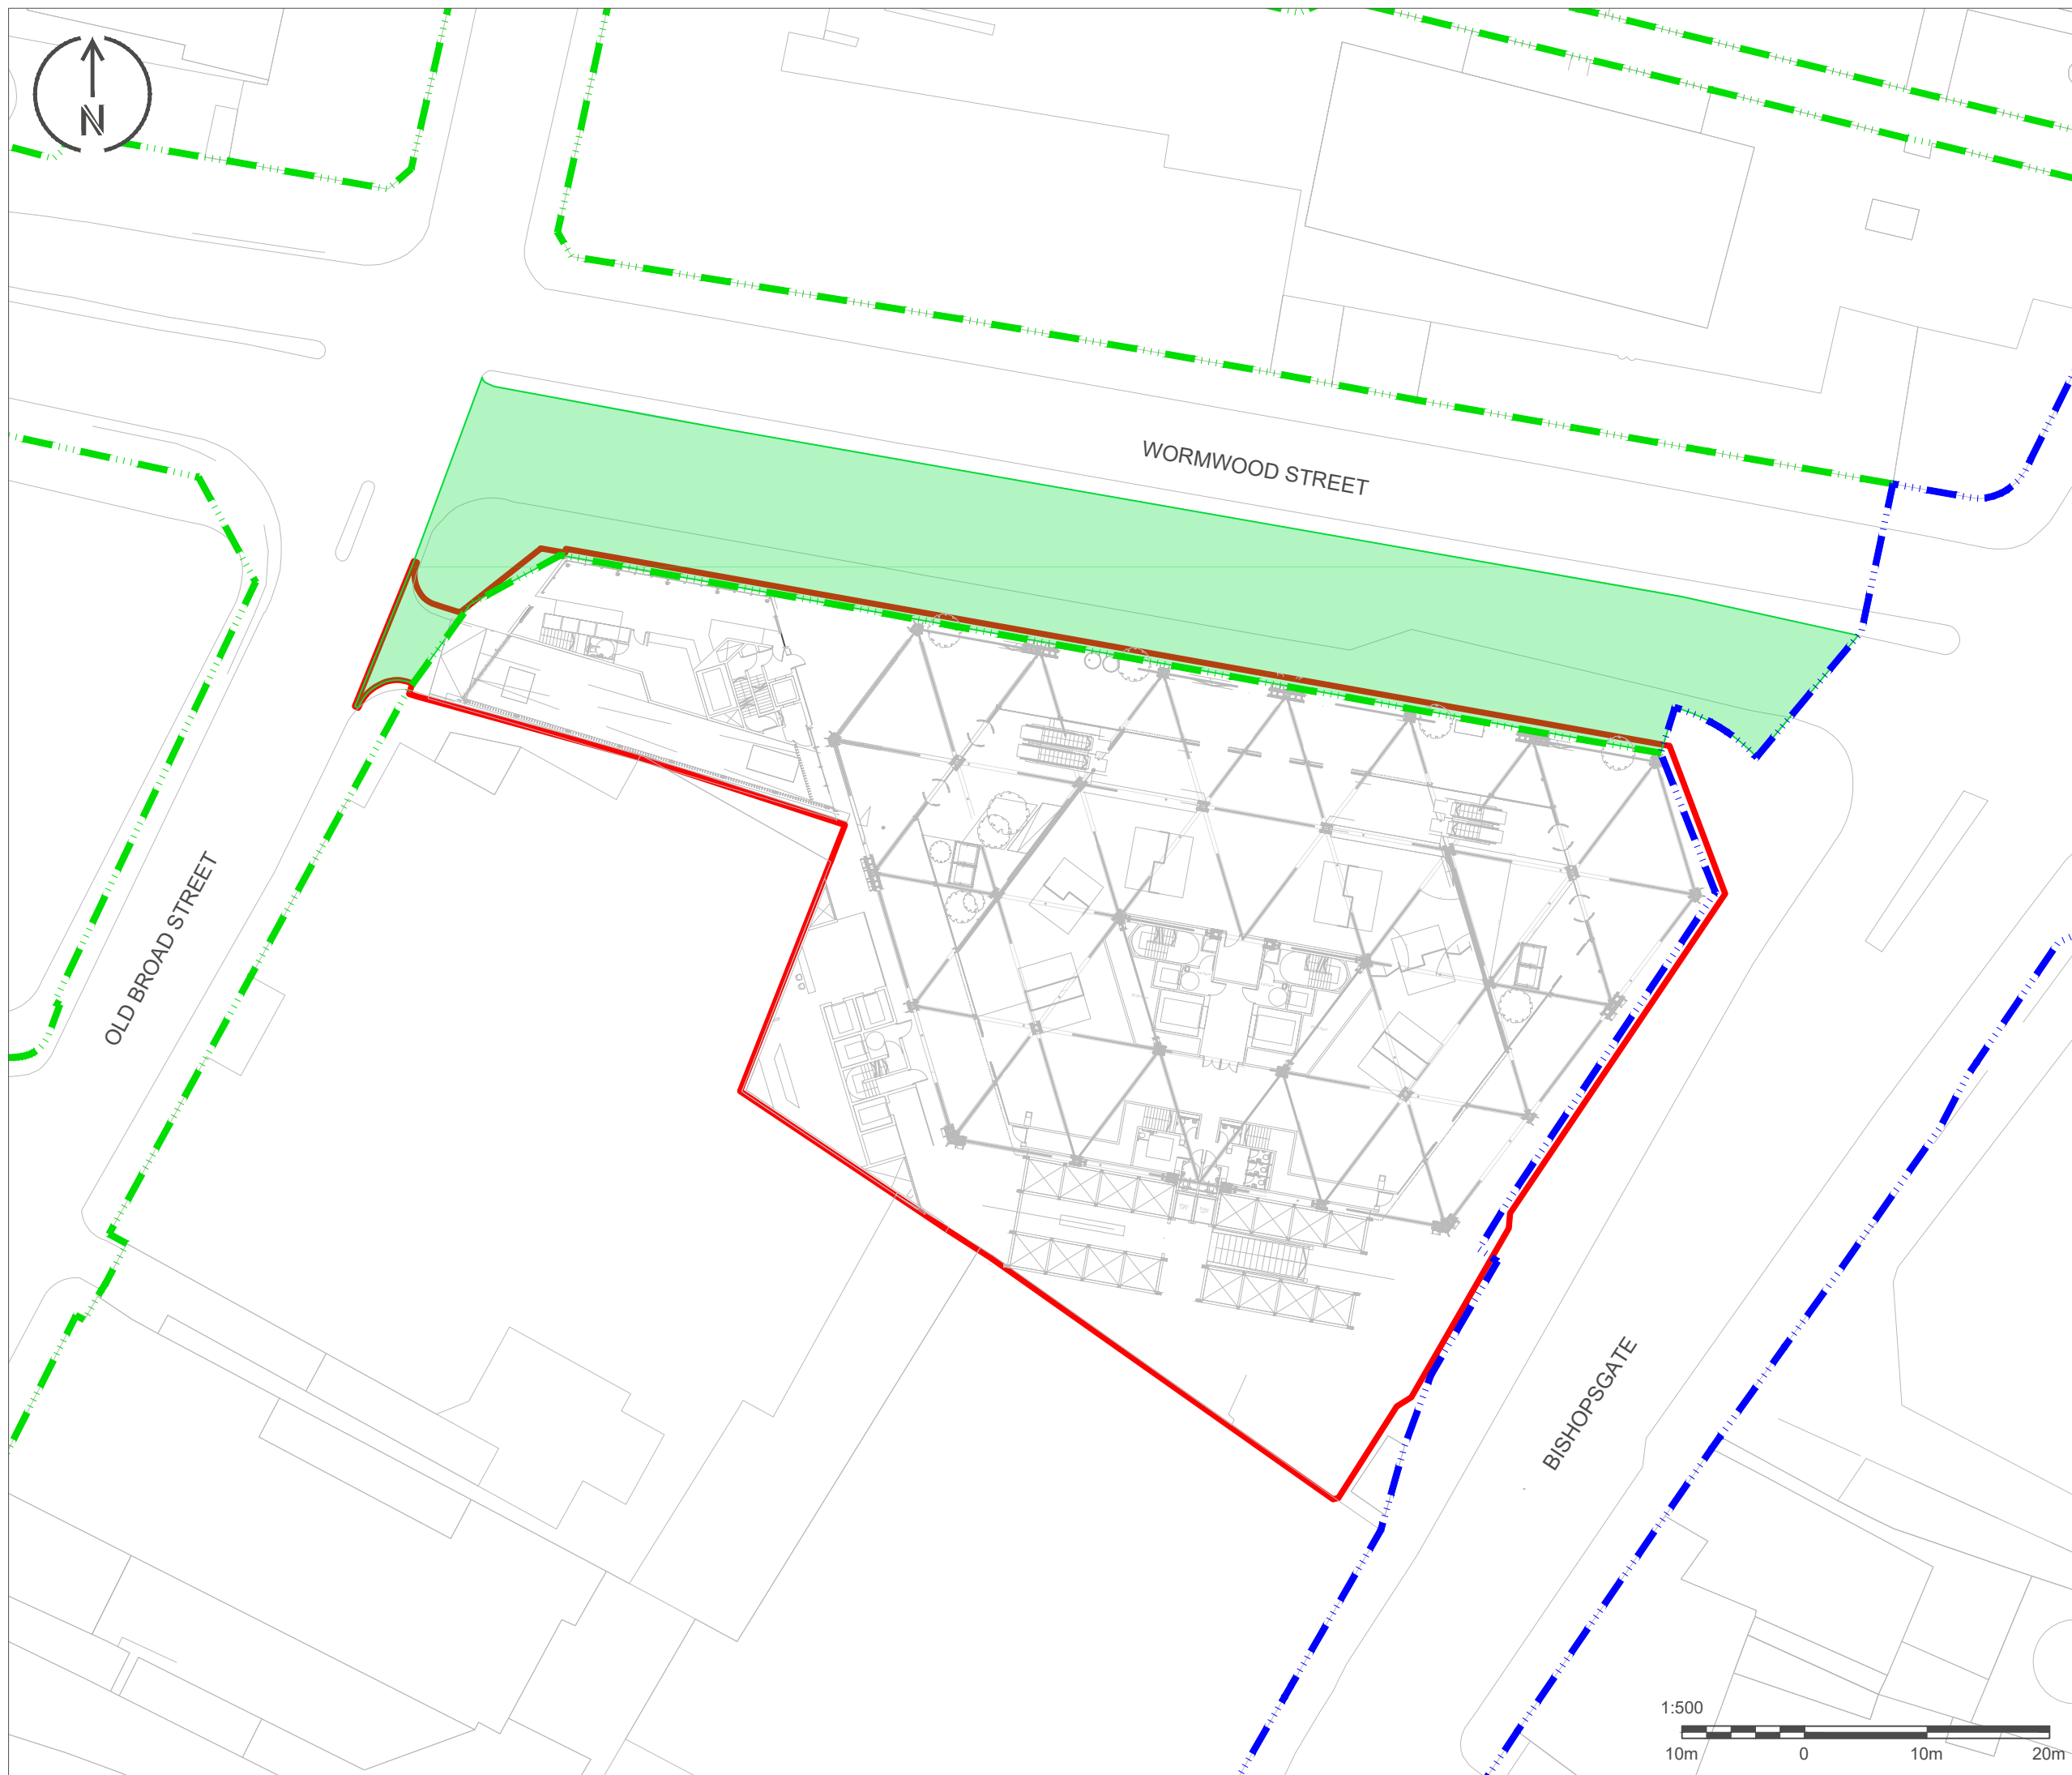 N
WORMWOOD STREET
OLD BROAD STREET
BISHOPSGATE
1:500
10m 0 10m 20m